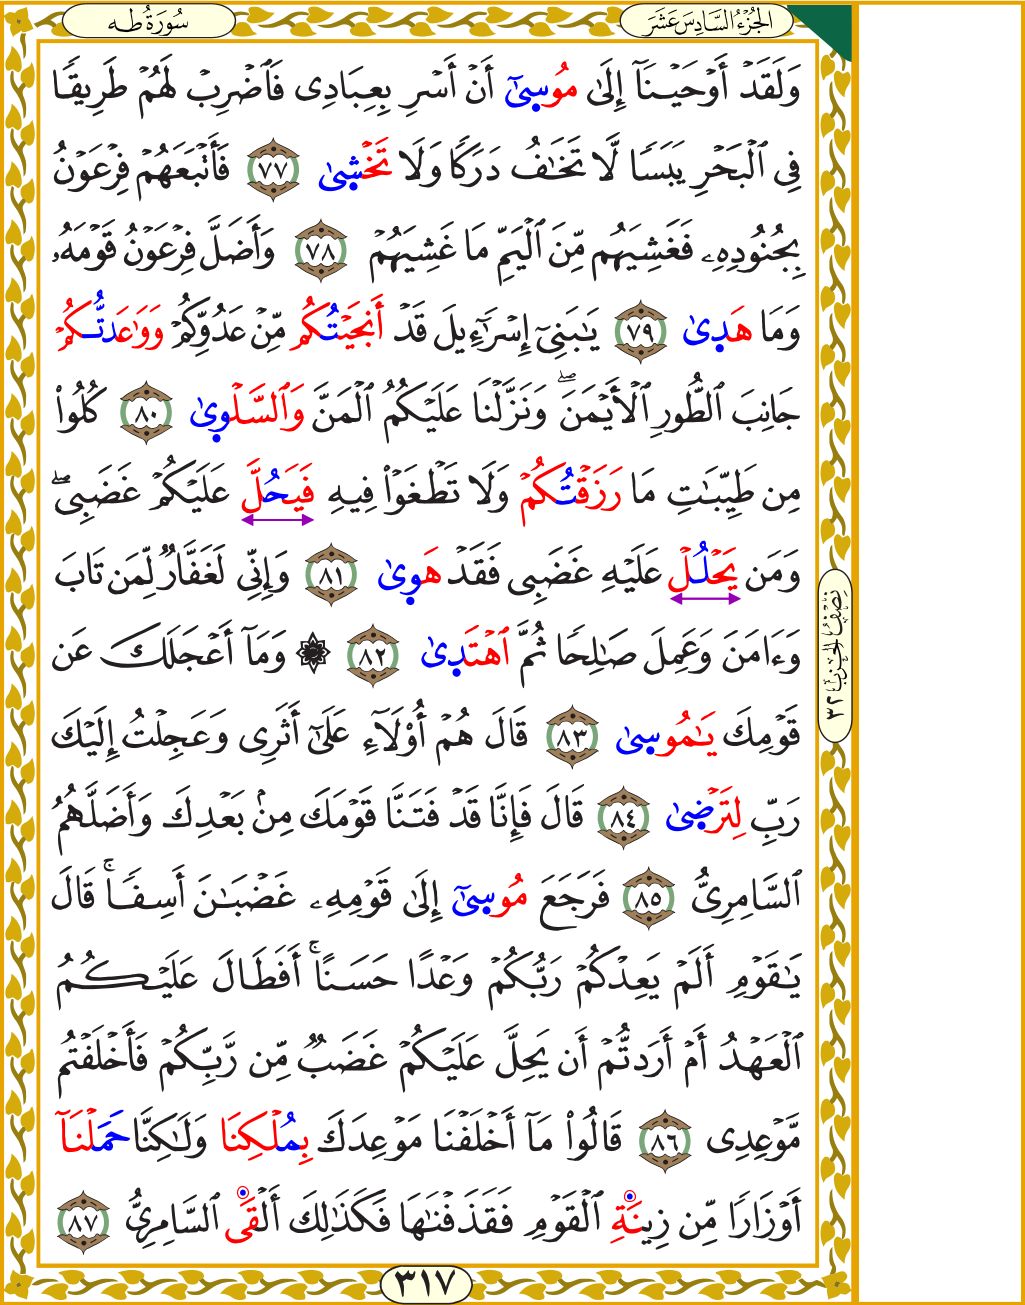 سُورَةُ طه
الجُزْءُ السَّادِسَ عَشَرَ
وَلَقَدْ أَوْحَيْنَآ إِلَىٰ مُوسِىٰٓ أَنْ أَسْرِ بِعِبَادِى فَٱضْرِبْ لَهُمْ طَرِيقًا
فِى ٱلْبَحْرِ يَبَسًا لَّا تَخَٰفُ دَرَكًا وَلَا تَخْشِىٰ ٧٧ فَأَتْبَعَهُمْ فِرْعَوْنُ
بِجُنُودِهِۦ فَغَشِيَهُم مِّنَ ٱلْيَمِّ مَا غَشِيَهُمْ ٧٨ وَأَضَلَّ فِرْعَوْنُ قَوْمَهُۥ
وَمَا هَدِىٰ ٧٩ يَٰبَنِىٓ إِسْرَٰٓءِيلَ قَدْ أَنجَيْتُكُم مِّنْ عَدُوِّكُمْ وَوَٰعَدتُّكُمْ
جَانِبَ ٱلطُّورِ ٱلْأَيْمَنَ ۖ وَنَزَّلْنَا عَلَيْكُمُ ٱلْمَنَّ وَٱلسَّلْوِىٰ ٨٠ كُلُوا۟
مِن طَيِّبَٰتِ مَا رَزَقْتُكُمْ وَلَا تَطْغَوْا۟ فِيهِ فَيَحُلَّ عَلَيْكُمْ غَضَبِى ۖ
وَمَن يَحْلُلْ عَلَيْهِ غَضَبِى فَقَدْ هَوِىٰ ٨١ وَإِنِّى لَغَفَّارٌ لِّمَن تَابَ
وَءَامَنَ وَعَمِلَ صَٰلِحًا ثُمَّ ٱهْتَدِىٰ ٨٢ ۞ وَمَآ أَعْجَلَكَ عَن
قَوْمِكَ يَٰمُوسِىٰ ٨٣ قَالَ هُمْ أُو۟لَآءِ عَلَىٰٓ أَثَرِى وَعَجِلْتُ إِلَيْكَ
رَبِّ لِتَرْضِىٰ ٨٤ قَالَ فَإِنَّا قَدْ فَتَنَّا قَوْمَكَ مِنۢ بَعْدِكَ وَأَضَلَّهُمُ
ٱلسَّامِرِىُّ ٨٥ فَرَجَعَ مُوسِىٰٓ إِلَىٰ قَوْمِهِۦ غَضْبَٰنَ أَسِفًا ۚ قَالَ
يَٰقَوْمِ أَلَمْ يَعِدْكُمْ رَبُّكُمْ وَعْدًا حَسَنًا ۚ أَفَطَالَ عَلَيْكُمُ
ٱلْعَهْدُ أَمْ أَرَدتُّمْ أَن يَحِلَّ عَلَيْكُمْ غَضَبٌ مِّن رَّبِّكُمْ فَأَخْلَفْتُم
مَّوْعِدِى ٨٦ قَالُوا۟ مَآ أَخْلَفْنَا مَوْعِدَكَ بِمُلْكِنَا وَلَٰكِنَّا حَمَلْنَآ
أَوْزَارًا مِّن زِينَةِ ٱلْقَوْمِ فَقَذَفْنَٰهَا فَكَذَٰلِكَ أَلْقَى ٱلسَّامِرِىُّ ٨٧
نِصْفُ الحِزْبِ ٣٢
٣١٧